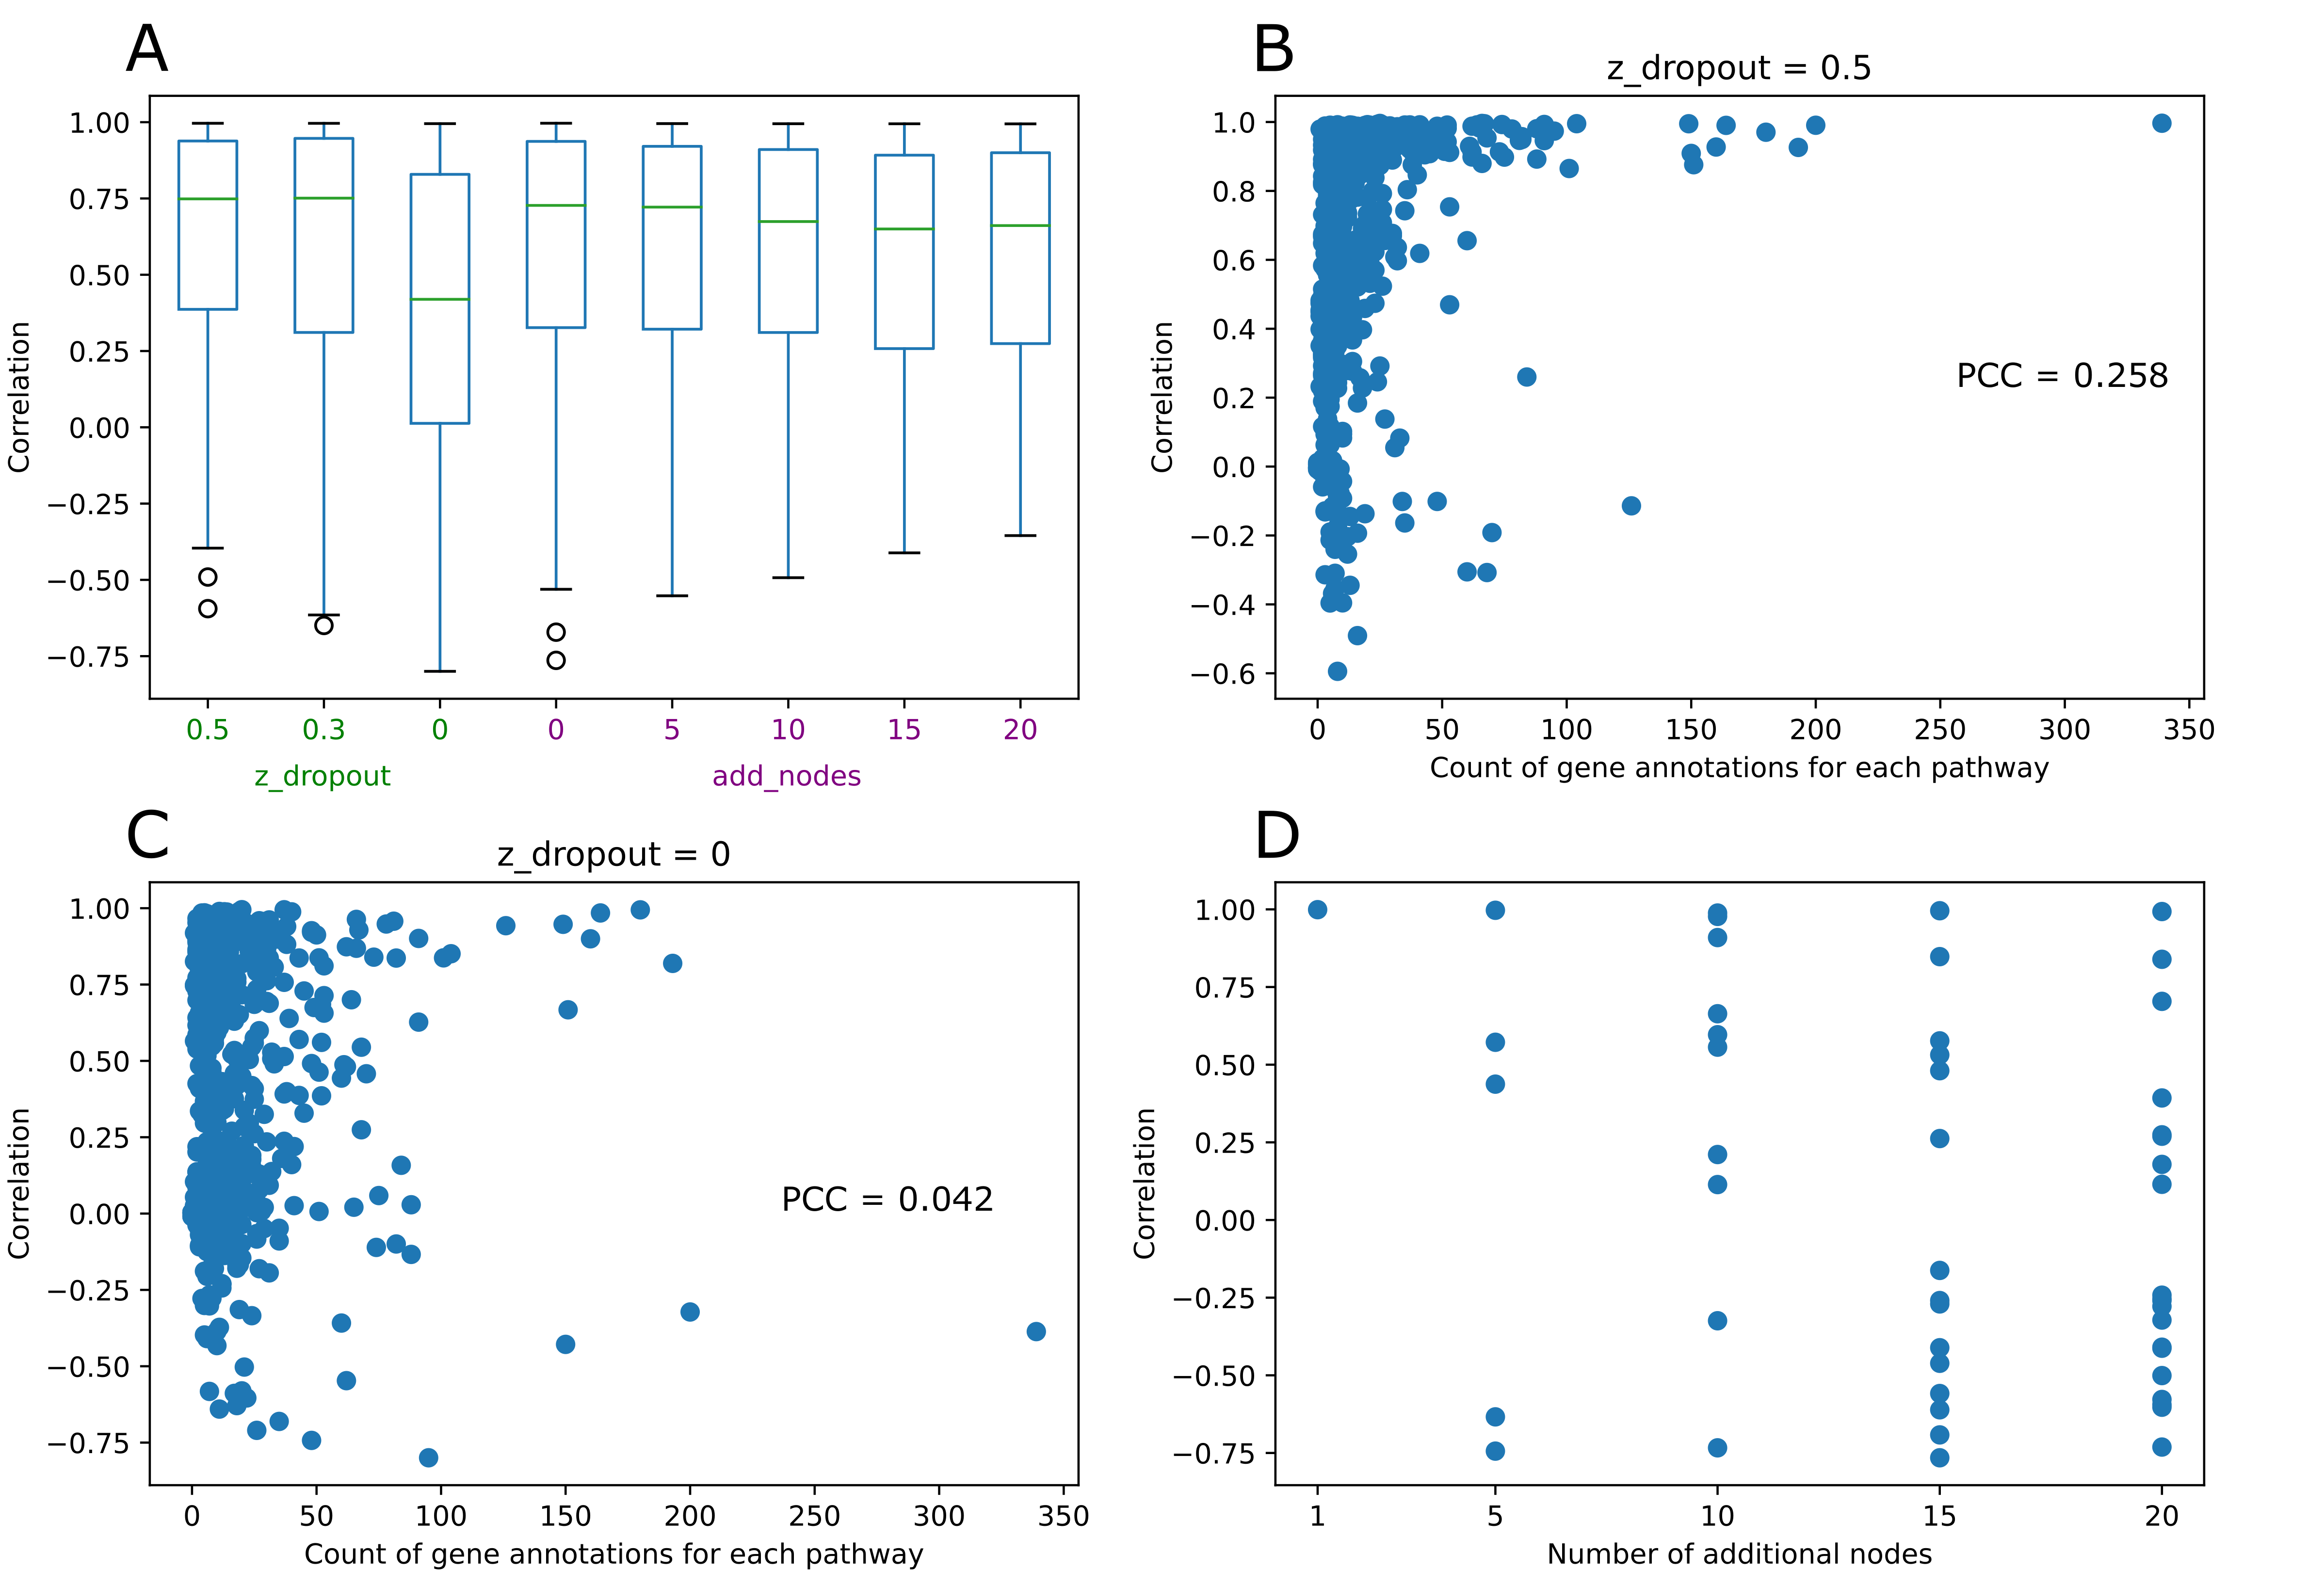 A
1.00
0.75
0.50
0.25
0.00
−0.25
−0.50
−0.75
Correlation
0.5 0.3 0 0 5 10 15 20
z_dropout add_nodes
B
z_dropout = 0.5
1.0
0.8
0.6
0.4
0.2
0.0
−0.2
−0.4
−0.6
Correlation
PCC = 0.258
0 50 100 150 200 250 300 350
Count of gene annotations for each pathway
C
z_dropout = 0
1.00
0.75
0.50
0.25
0.00
−0.25
−0.50
−0.75
Correlation
PCC = 0.042
0 50 100 150 200 250 300 350
Count of gene annotations for each pathway
D
1.00
0.75
0.50
0.25
0.00
−0.25
−0.50
−0.75
Correlation
1 5 10 15 20
Number of additional nodes